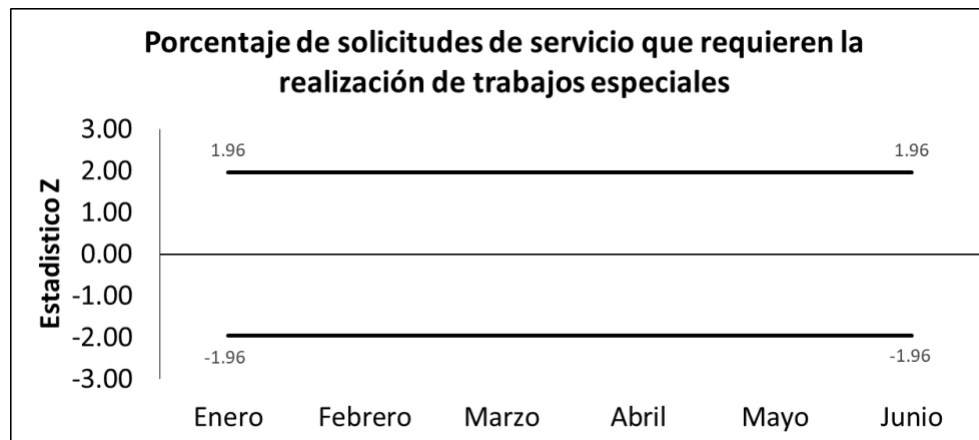 Porcentaje de solicitudes de servicio que requieren la
realización de trabajos especiales
Estadistico Z
3.00
2.00
1.00
0.00
-1.00
-2.00
-3.00
1.96
1.96
-1.96
-1.96
Enero Febrero Marzo Abril Mayo Junio